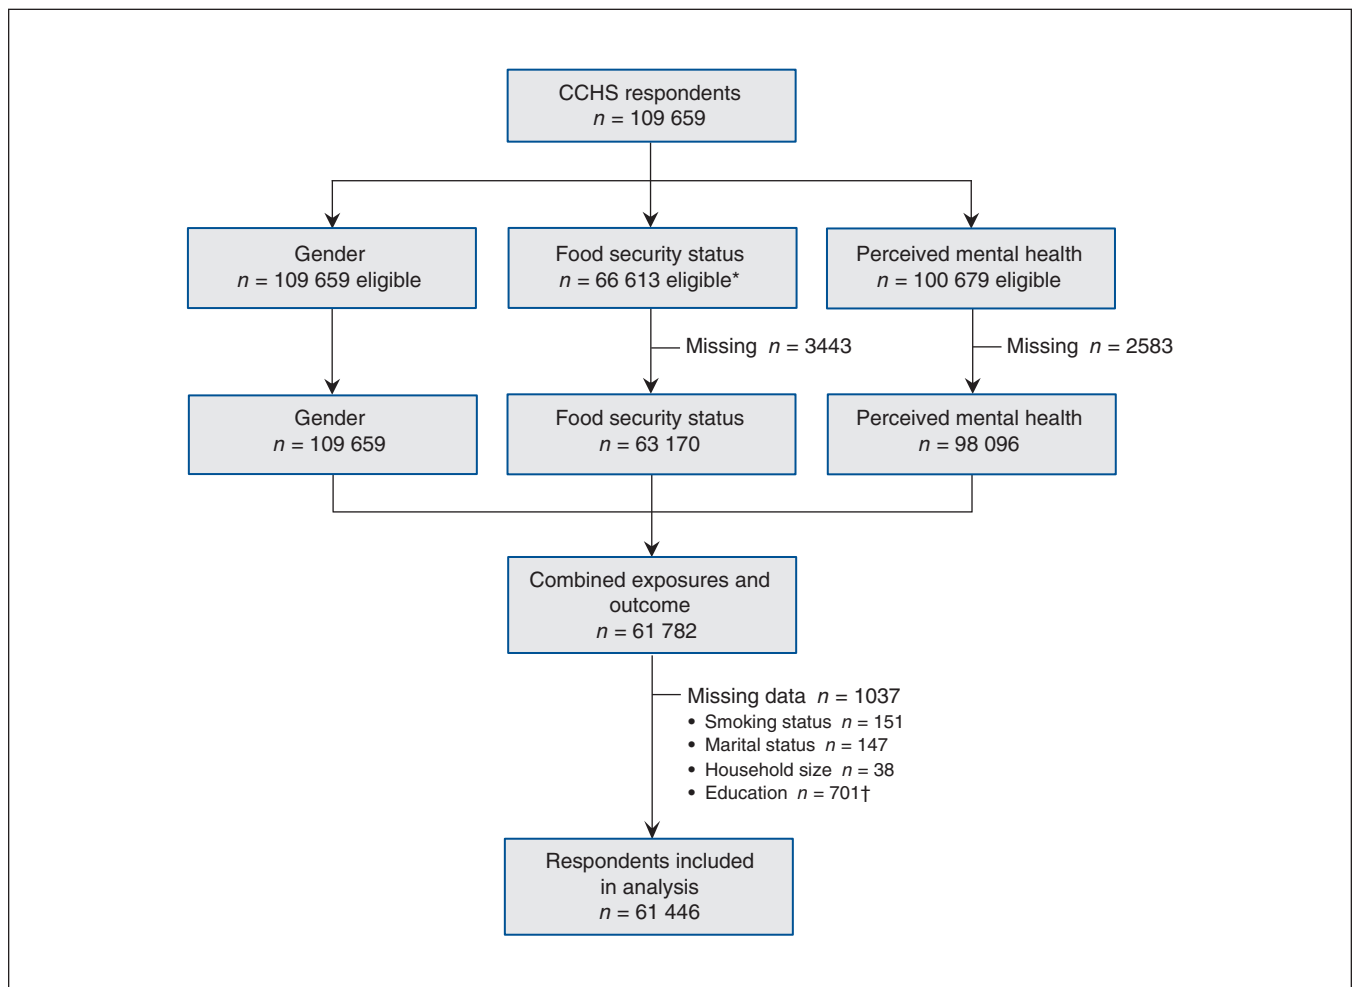 CCHS respondents
n = 109 659
Gender
n = 109 659 eligible
Food security status
n = 66 613 eligible*
Perceived mental health
n = 100 679 eligible
Missing n = 3443
Missing n = 2583
Gender
n = 109 659
Food security status
n = 63 170
Perceived mental health
n = 98 096
Combined exposures and
outcome
n = 61 782
Missing data n = 1037
• Smoking status n = 151
• Marital status n = 147
• Household size n = 38
• Education n = 701†
Respondents included
in analysis
n = 61 446